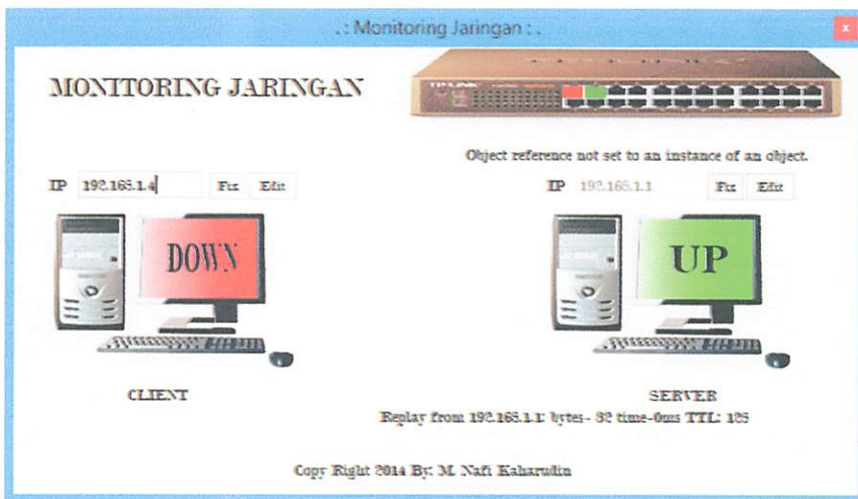 .: Monitoring Jaringan :.
x
MONITORING JARINGAN
TP-LINK
Object reference not set to an instance of an object.
IP 192.168.1.4 Fix Edit
IP 192.168.1.1 Fix Edit
DOWN
UP
CLIENT
SERVER
Replay from 192.168.1.1: bytes= 32 time=0ms TTL: 128
Copy Right 2014 By: M. Nafi Kaharudin